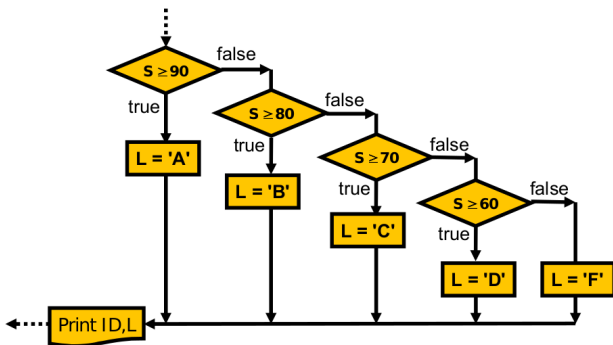 S ≥ 90
false
true
S ≥ 80
false
true
L = 'A'
S ≥ 70
false
true
L = 'B'
S ≥ 60
false
true
L = 'C'
L = 'D'
L = 'F'
Print ID,L